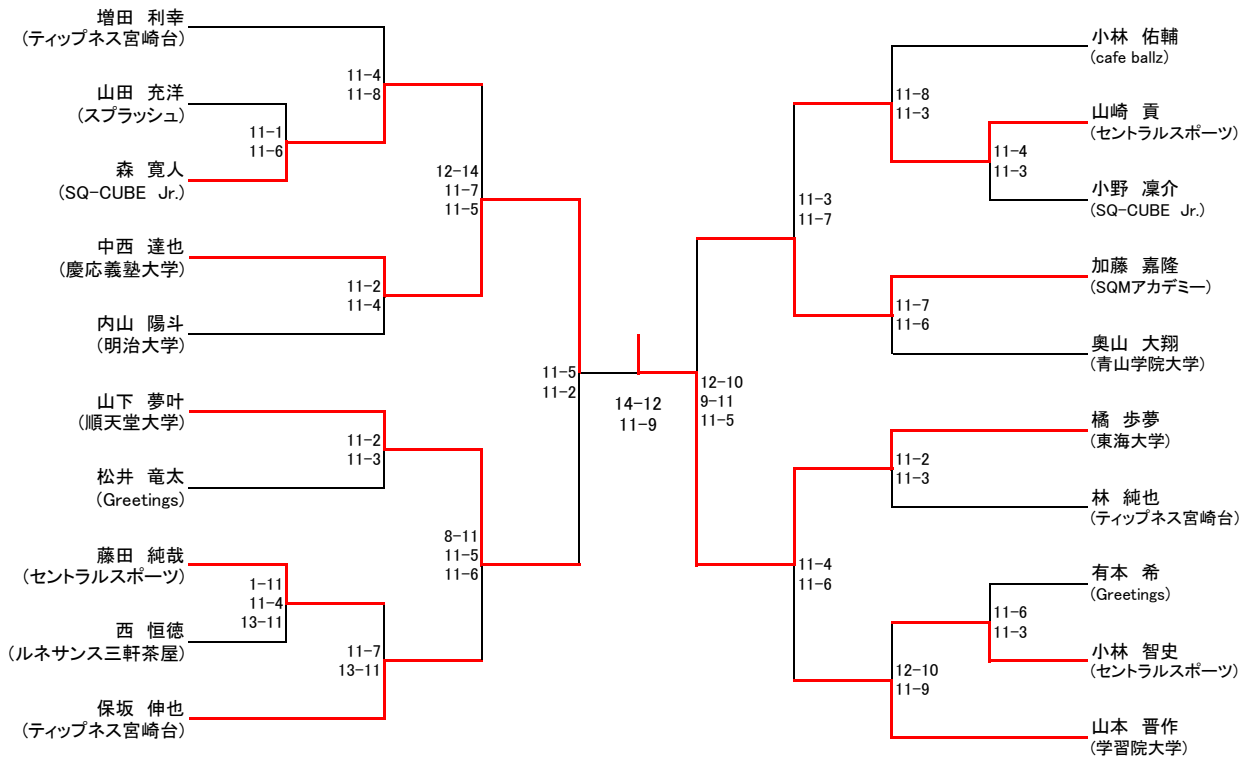 増田 利幸
(ティップネス宮崎台)
11-4
11-8
山田 充洋
(スプラッシュ)
11-1
11-6
森 寛人
(SQ-CUBE Jr.)
12-14
11-7
11-5
中西 達也
(慶応義塾大学)
11-2
11-4
内山 陽斗
(明治大学)
11-5
11-2
山下 夢叶
(順天堂大学)
11-2
11-3
松井 竜太
(Greetings)
8-11
11-5
11-6
藤田 純哉
(セントラルスポーツ)
1-11
11-4
13-11
西 恒徳
(ルネサンス三軒茶屋)
11-7
13-11
保坂 伸也
(ティップネス宮崎台)
14-12
11-9
小林 佑輔
(cafe ballz)
11-8
11-3
山崎 貢
(セントラルスポーツ)
11-4
11-3
小野 凜介
(SQ-CUBE Jr.)
11-3
11-7
加藤 嘉隆
(SQMアカデミー)
11-7
11-6
奥山 大翔
(青山学院大学)
12-10
9-11
11-5
橘 歩夢
(東海大学)
11-2
11-3
林 純也
(ティップネス宮崎台)
11-4
11-6
有本 希
(Greetings)
11-6
11-3
小林 智史
(セントラルスポーツ)
12-10
11-9
山本 晋作
(学習院大学)